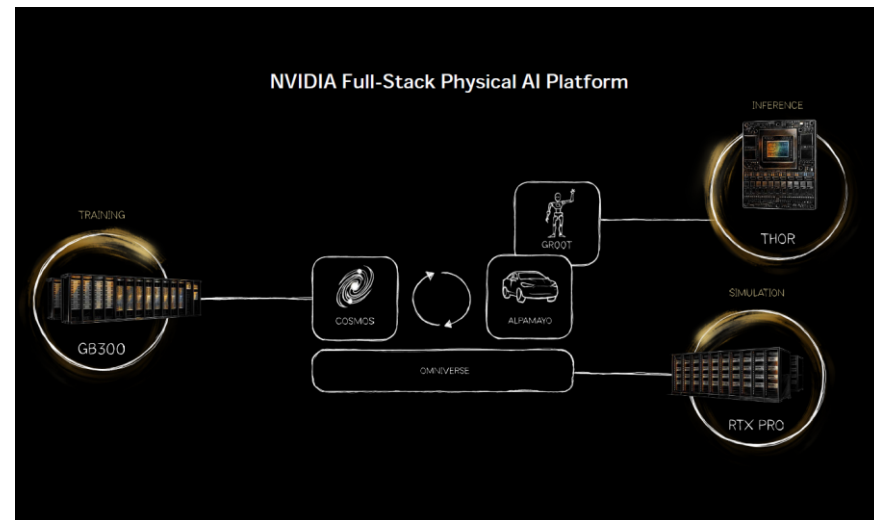 NVIDIA Full-Stack Physical AI Platform
INFERENCE
THOR
GROOT
TRAINING
GB300
COSMOS
ALPAMAYO
OMNIVERSE
SIMULATION
RTX PRO